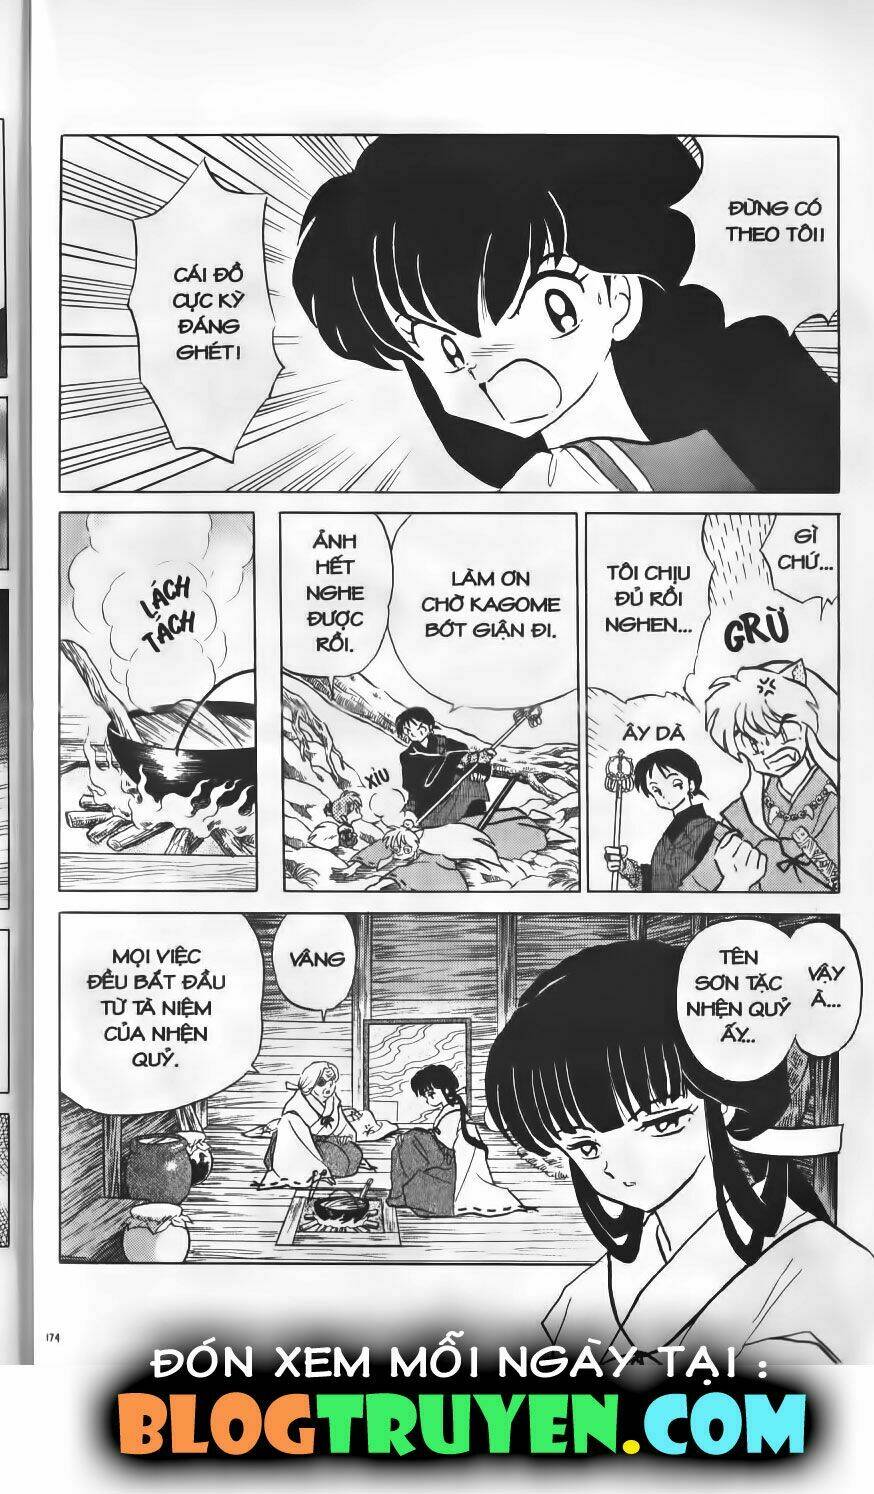 ĐỪNG CÓ
THEO TÔI!
CÁI ĐỒ
CỰC KỲ
ĐÁNG
GHÉT!
GÌ
CHỨ...
TÔI CHỊU
ĐỦ RỒI
NGHEN...
GRỪ
ÂY DÀ
LÀM ƠN
CHỜ KAGOME
BỚT GIẬN ĐI.
ẢNH
HẾT
NGHE
ĐƯỢC
RỒI.
XỈU
LÁCH
TÁCH
VẬY
À...
TÊN
SƠN TẶC
NHỆN QUỶ
ẤY...
VÂNG
MỌI VIỆC
ĐỀU BẮT ĐẦU
TỪ TÀ NIỆM
CỦA NHỆN
QUỶ.
174
ĐÓN XEM MỖI NGÀY TẠI :
BLOGTRUYEN.COM